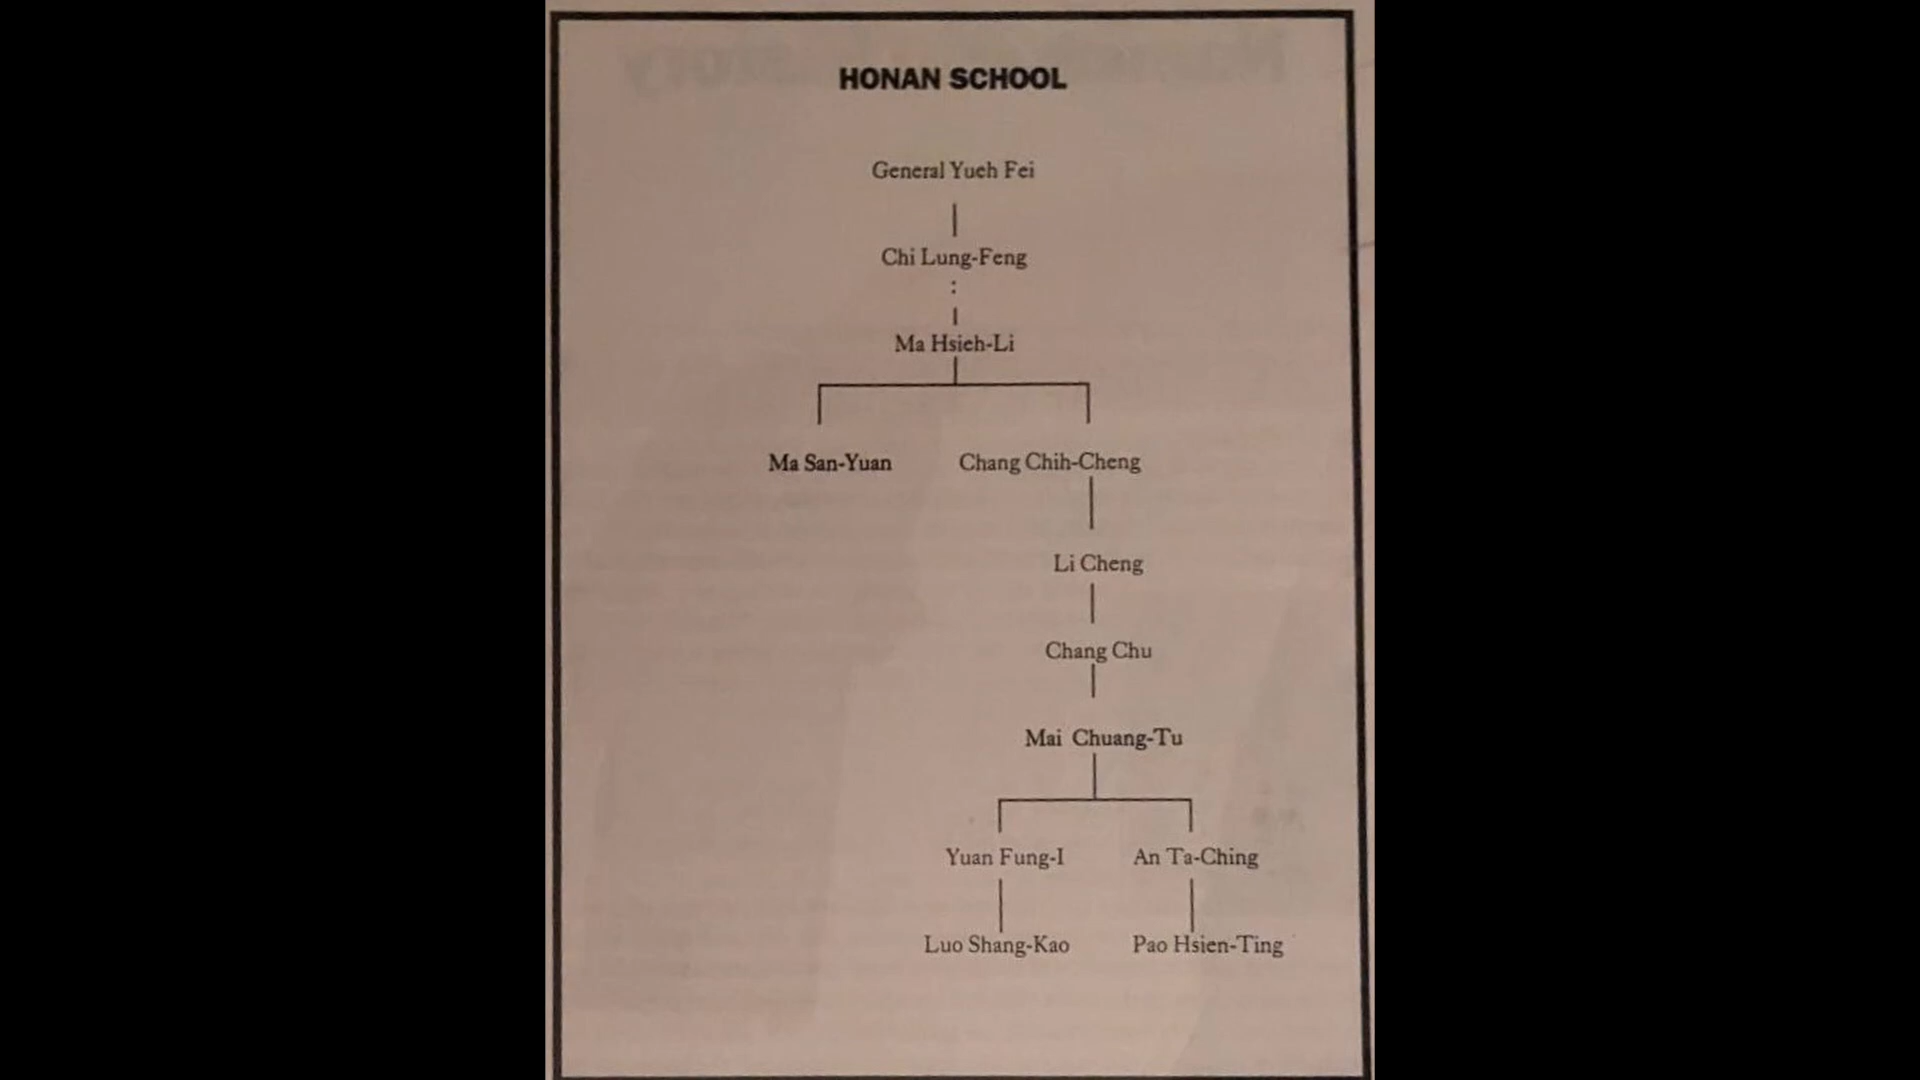 HONAN SCHOOL
General Yueh Fei
Chi Lung-Feng
:
Ma Hsieh-Li
Ma San-Yuan Chang Chih-Cheng
Li Cheng
Chang Chu
Mai Chuang-Tu
Yuan Fung-I An Ta-Ching
Luo Shang-Kao Pao Hsien-Ting